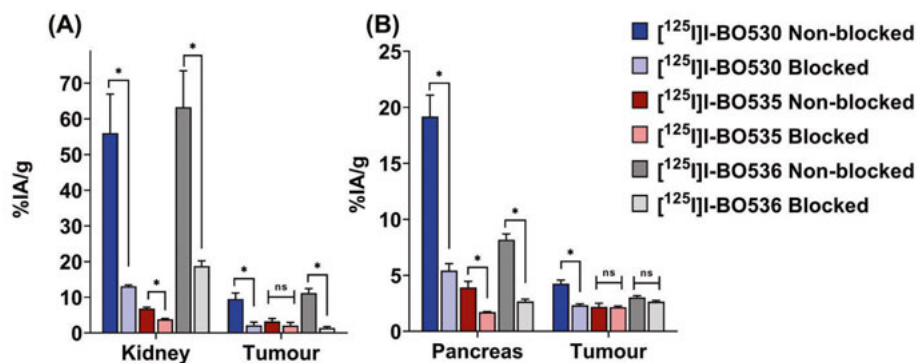 (A)
%IA/g
70
60
50
40
30
20
10
0
*
*
*
*
ns
*
Kidney
Tumour
(B)
%IA/g
25
20
15
10
5
0
*
*
*
*
ns
ns
Pancreas
Tumour
[¹²⁵I]I-BO530 Non-blocked
[¹²⁵I]I-BO530 Blocked
[¹²⁵I]I-BO535 Non-blocked
[¹²⁵I]I-BO535 Blocked
[¹²⁵I]I-BO536 Non-blocked
[¹²⁵I]I-BO536 Blocked